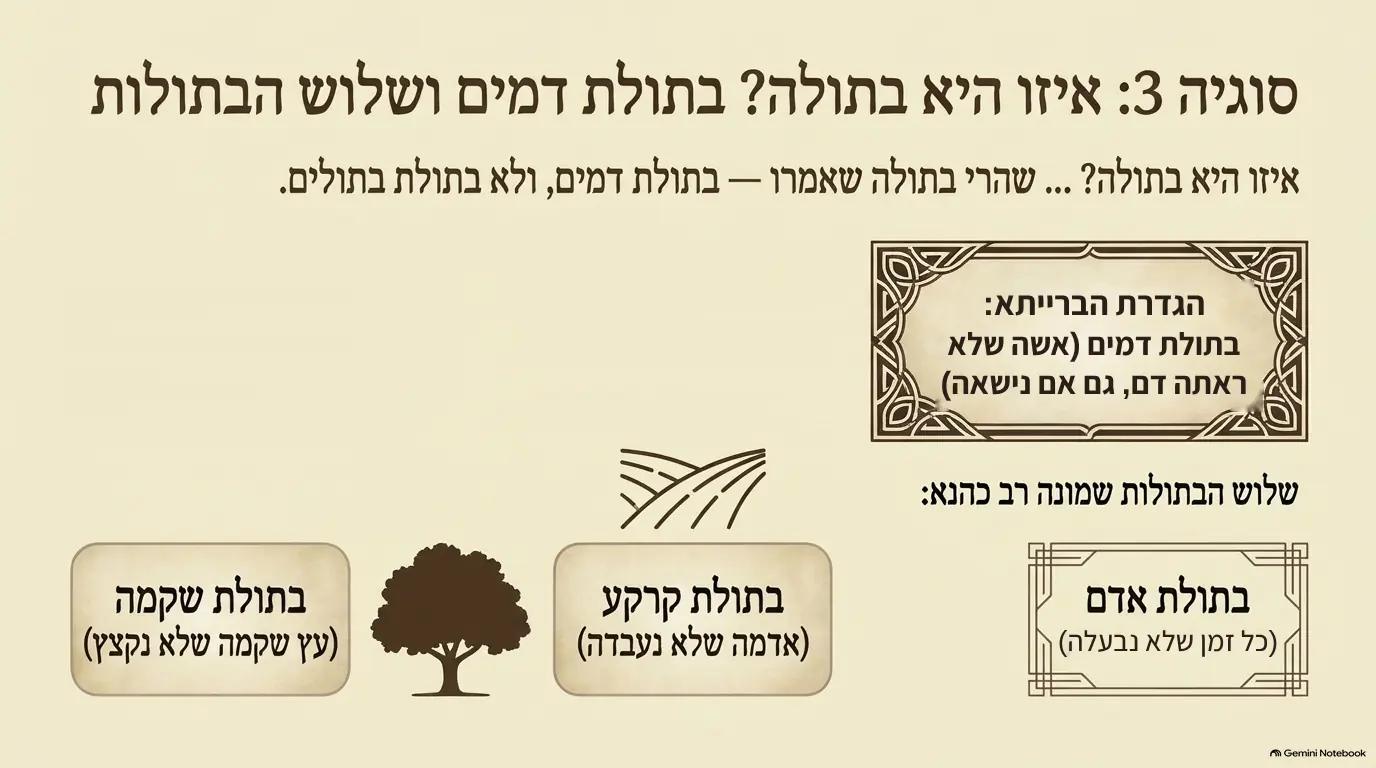 סוגיה 3: איזו היא בתולה? בתולת דמים ושלוש הבתולות
איזו היא בתולה? ... שהרי בתולה שאמרו — בתולת דמים, ולא בתולת בתולים.
הגדרת הברייתא:
בתולת דמים (אשה שלא
ראתה דם, גם אם נישאה)
שלוש הבתולות שמונה רב כהנא:
בתולת אדם
(כל זמן שלא נבעלה)
בתולת קרקע
(אדמה שלא נעבדה)
בתולת שקמה
(עץ שקמה שלא נקצץ)
Gemini Notebook